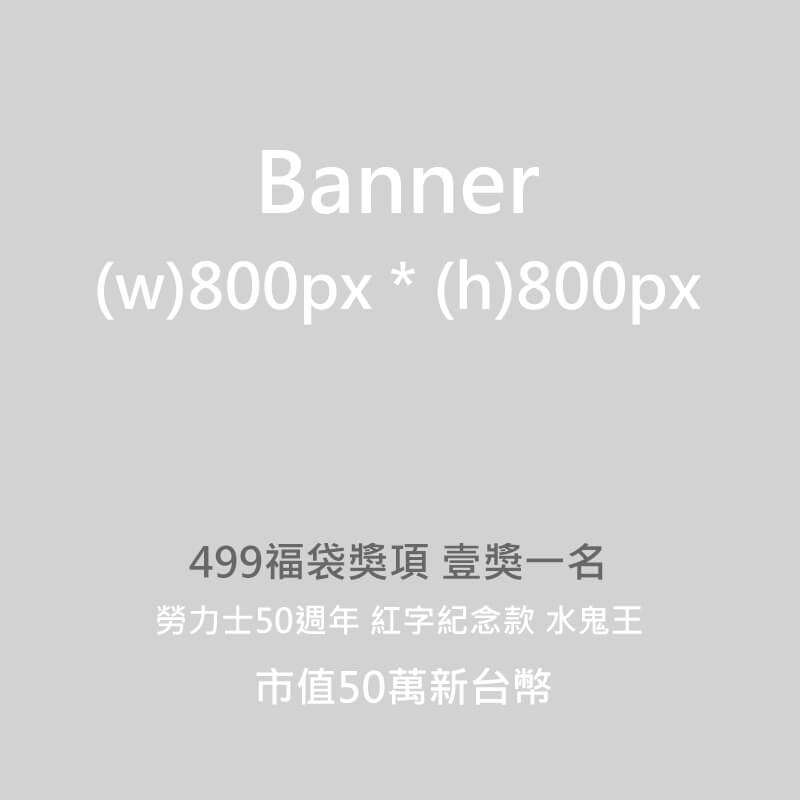 Banner
(w)800px * (h)800px
499福袋獎項 壹獎一名
勞力士50週年 紅字紀念款 水鬼王
市值50萬新台幣